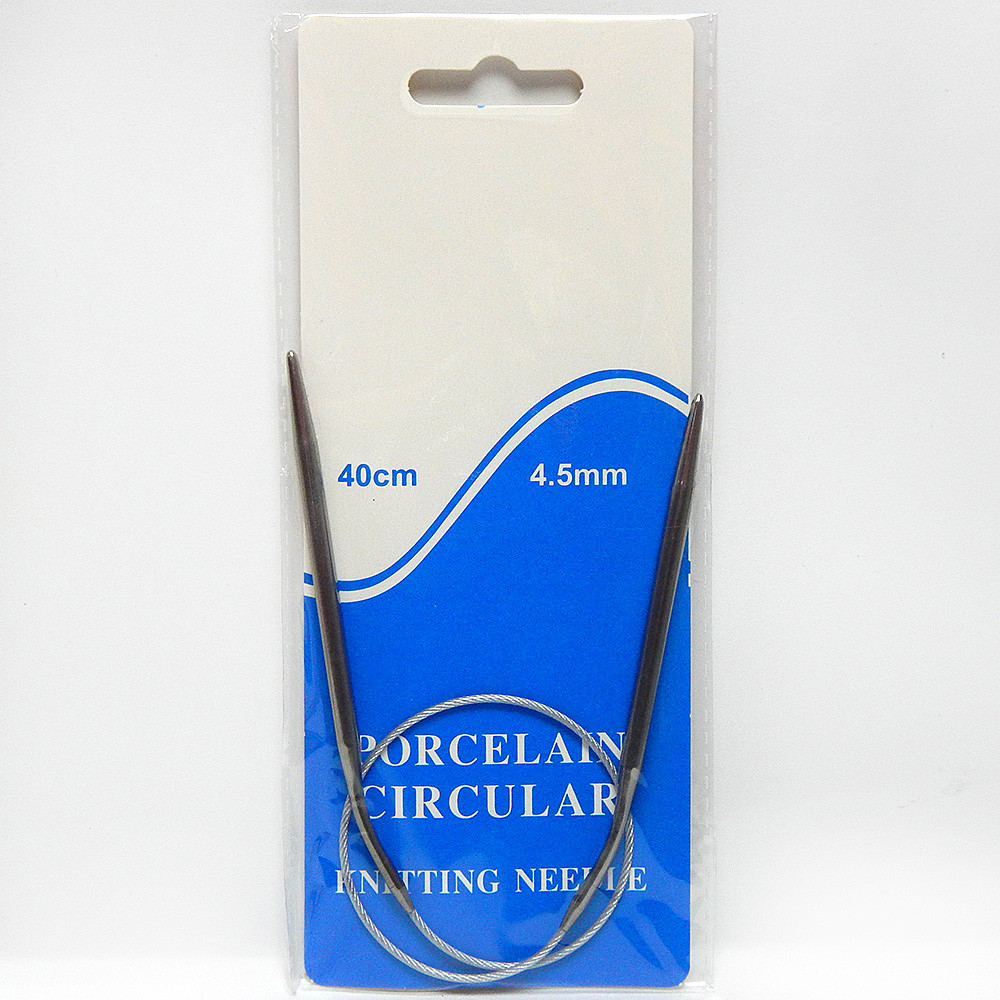 40cm 4.5mm
PORCELAIN
CIRCULAR
KNITTING NEEDLE